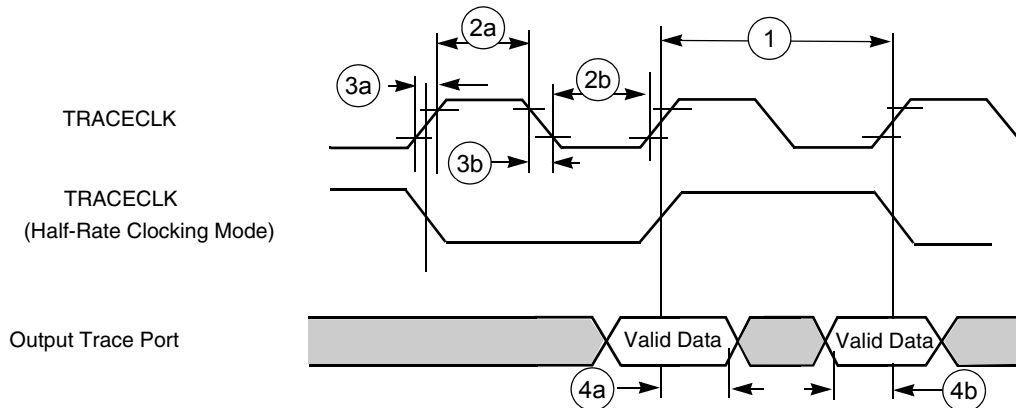 2a
1
3a
2b
TRACECLK
3b
TRACECLK
(Half-Rate Clocking Mode)
Output Trace Port
Valid Data
Valid Data
4a
4b